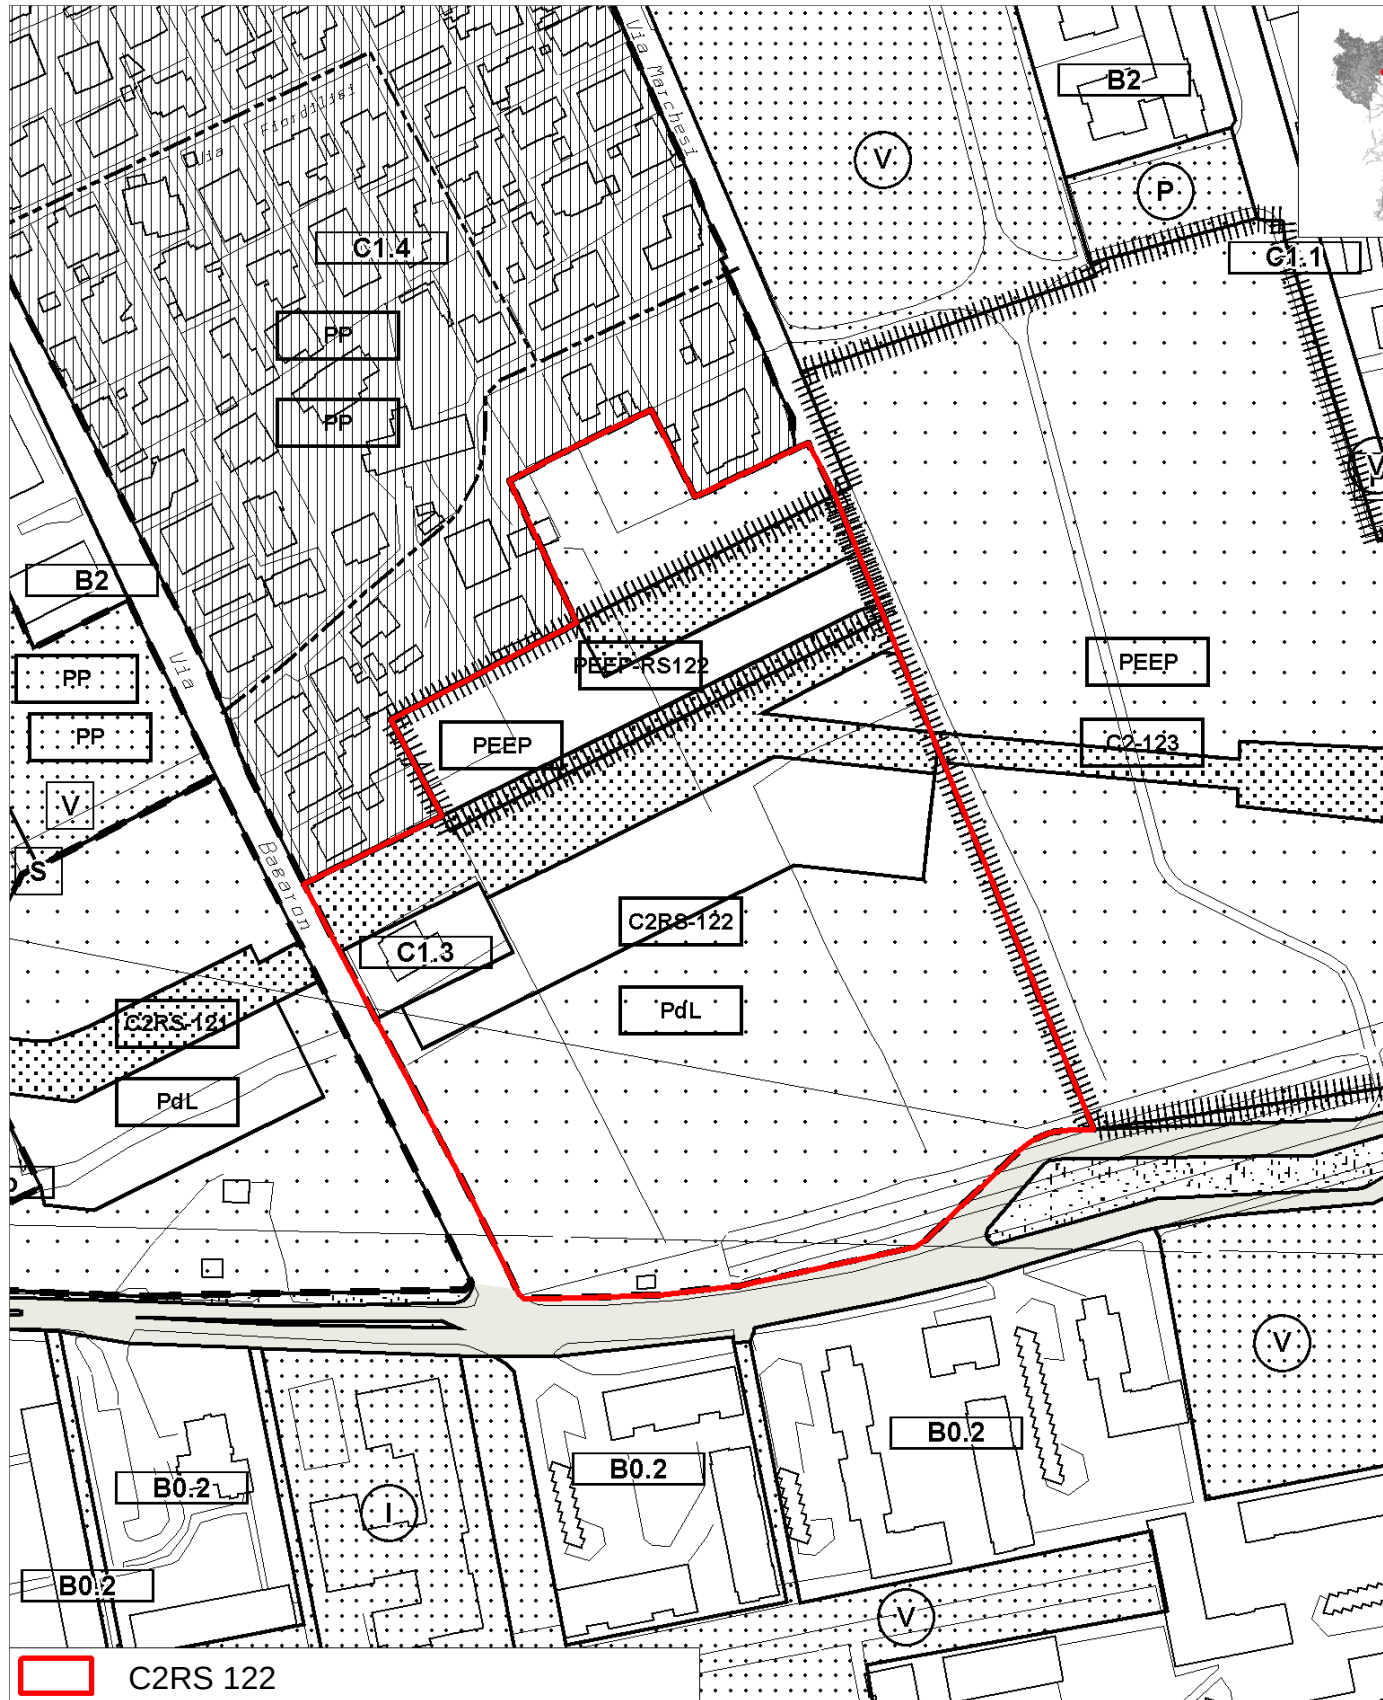 Via Marchesi
B2
V
P
Via Fiordilisi
C1.4
C1.1
PP
PP
V
B2
Via Bagaron
PEEP-RS122
PEEP
PP
PEEP
PP
C2-123
V
S
C2RS-122
C1.3
PdL
C2RS-121
PdL
V
B0.2
B0.2
B0.2
I
B0.2
V
C2RS 122